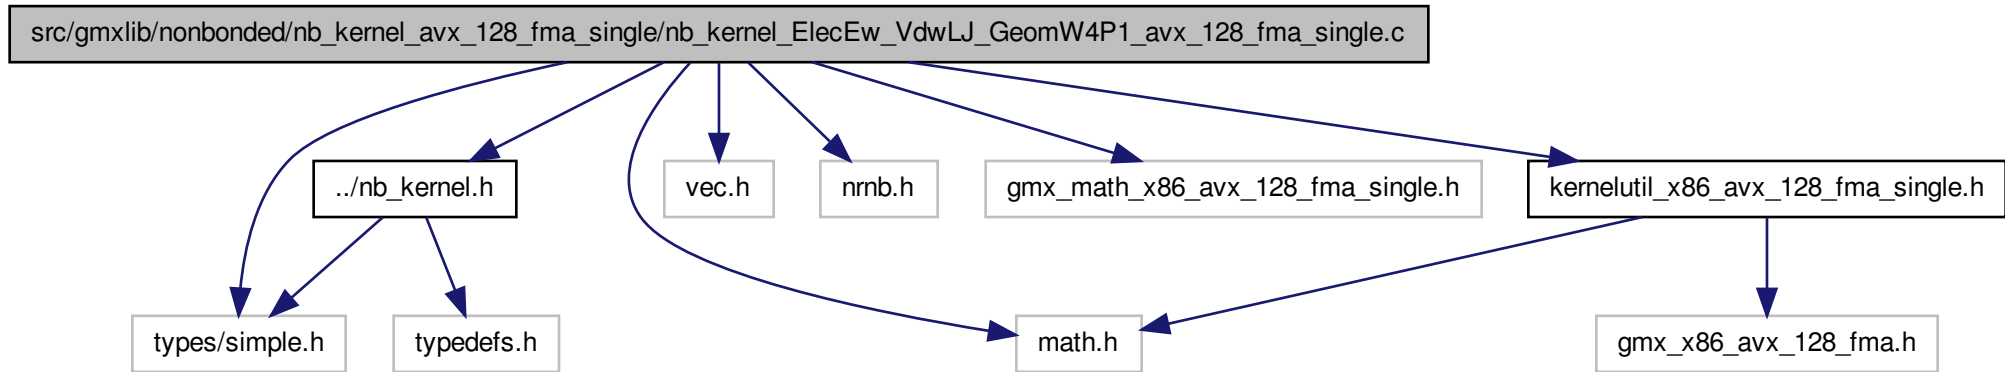 src/gmxlib/nonbonded/nb_kernel_avx_128_fma_single/nb_kernel_ElecEw_VdwLJ_GeomW4P1_avx_128_fma_single.c
../nb_kernel.h
vec.h
nrnb.h
gmx_math_x86_avx_128_fma_single.h
kernelutil_x86_avx_128_fma_single.h
types/simple.h
typedefs.h
math.h
gmx_x86_avx_128_fma.h